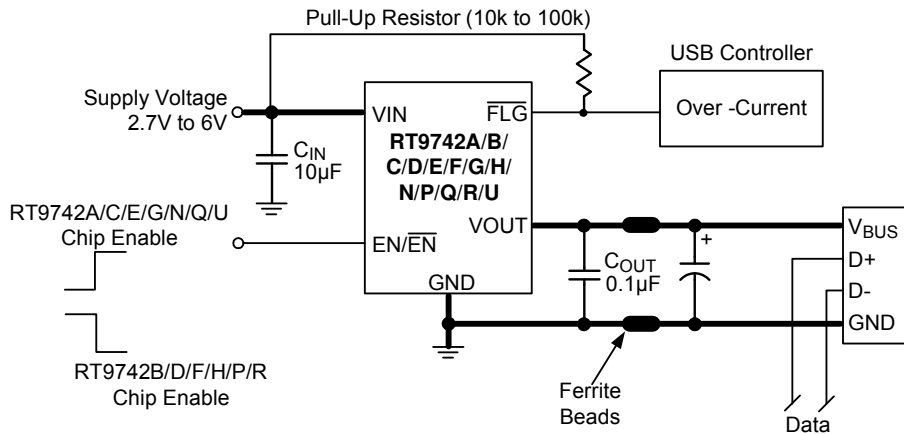 Pull-Up Resistor (10k to 100k)
USB Controller
Supply Voltage
2.7V to 6V
VIN
FLG
Over -Current
RT9742A/B/
C/D/E/F/G/H/
N/P/Q/R/U
CIN
10µF
RT9742A/C/E/G/N/Q/U
Chip Enable
EN/EN
VOUT
GND
COUT
0.1µF
+
VBUS
D+
D-
GND
RT9742B/D/F/H/P/R
Chip Enable
Ferrite
Beads
Data